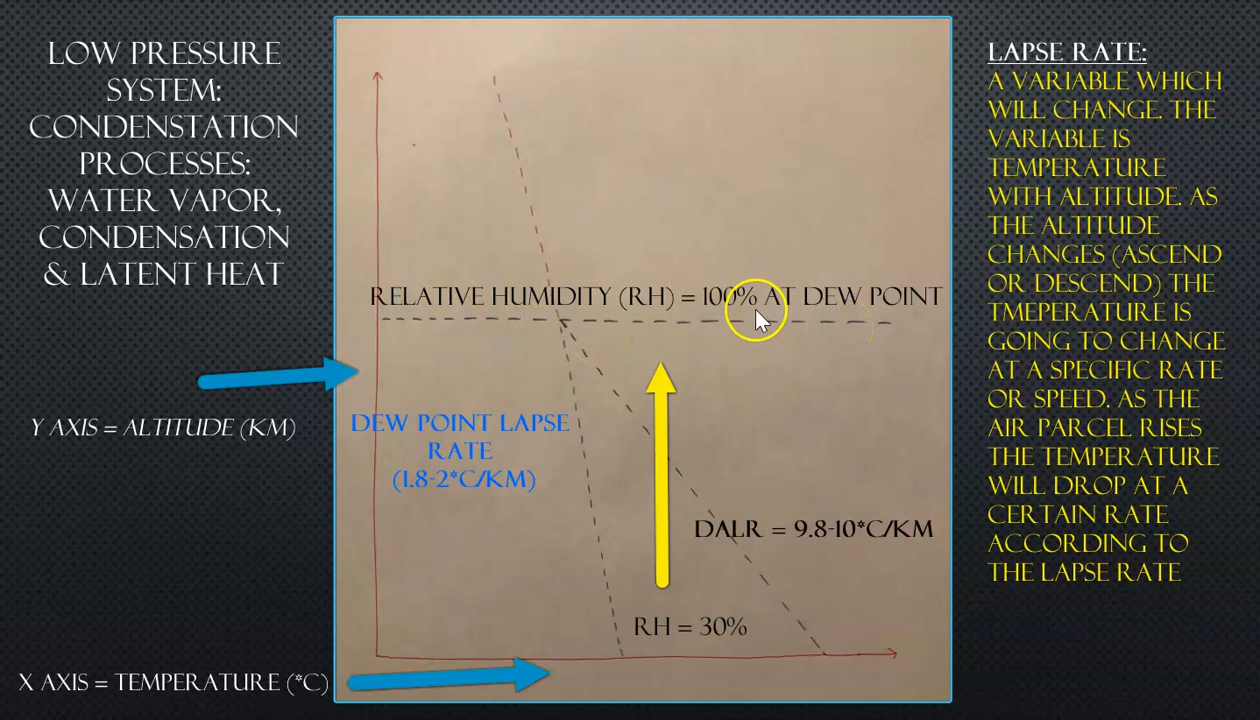 LOW PRESSURE
SYSTEM:
CONDENSTATION
PROCESSES:
WATER VAPOR,
CONDENSATION
& LATENT HEAT
Y AXIS = ALTITUDE (KM)
X AXIS = TEMPERATURE (*C)
RELATIVE HUMIDITY (RH) = 100% AT DEW POINT
DEW POINT LAPSE
RATE
(1.8-2*C/KM)
DALR = 9.8-10*C/KM
RH = 30%
LAPSE RATE:
A VARIABLE WHICH
WILL CHANGE. THE
VARIABLE IS
TEMPERATURE
WITH ALTITUDE. AS
THE ALTITUDE
CHANGES (ASCEND
OR DESCEND) THE
TMEPERATURE IS
GOING TO CHANGE
AT A SPECIFIC RATE
OR SPEED. AS THE
AIR PARCEL RISES
THE TEMPERATURE
WILL DROP AT A
CERTAIN RATE
ACCORDING TO
THE LAPSE RATE